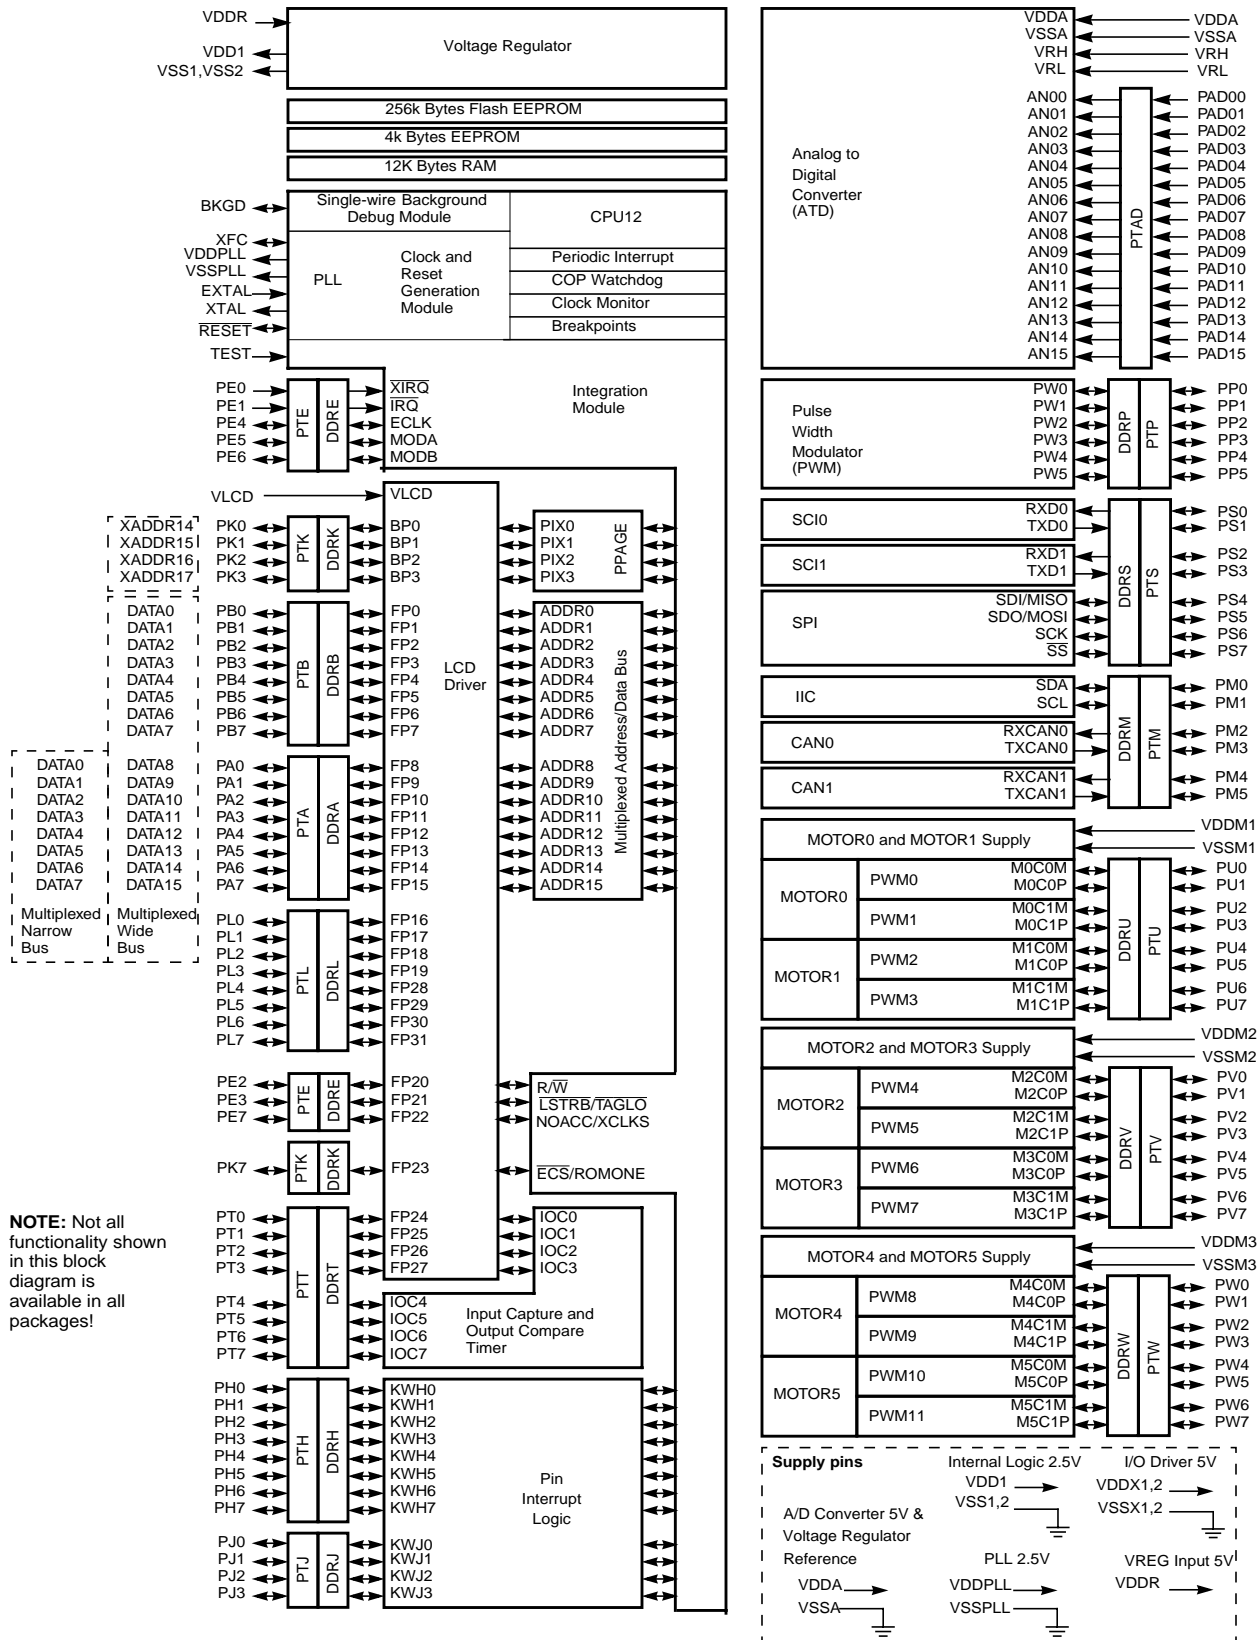 VDDR
VDD1
VSS1,VSS2
Voltage Regulator
256k Bytes Flash EEPROM
4k Bytes EEPROM
12K Bytes RAM
BKGD
XFC
VDDPLL
VSSPLL
EXTAL
XTAL
RESET
TEST
Single-wire Background
Debug Module
CPU12
PLL
Clock and
Reset
Generation
Module
Periodic Interrupt
COP Watchdog
Clock Monitor
Breakpoints
Integration
Module
PE0
PE1
PE4
PE5
PE6
PTE
DDRE
XIRQ
IRQ
ECLK
MODA
MODB
VLCD
VLCD
XADDR14
XADDR15
XADDR16
XADDR17
PK0
PK1
PK2
PK3
PTK
DDRK
BP0
BP1
BP2
BP3
PIX0
PIX1
PIX2
PIX3
PPAGE
DATA0
DATA1
DATA2
DATA3
DATA4
DATA5
DATA6
DATA7
PB0
PB1
PB2
PB3
PB4
PB5
PB6
PB7
PTB
DDRB
FP0
FP1
FP2
FP3
FP4
FP5
FP6
FP7
LCD
Driver
ADDR0
ADDR1
ADDR2
ADDR3
ADDR4
ADDR5
ADDR6
ADDR7
Multiplexed Address/Data Bus
DATA0
DATA1
DATA2
DATA3
DATA4
DATA5
DATA6
DATA7
Multiplexed
Narrow
Bus
DATA8
DATA9
DATA10
DATA11
DATA12
DATA13
DATA14
DATA15
Multiplexed
Wide
Bus
PA0
PA1
PA2
PA3
PA4
PA5
PA6
PA7
PTA
DDRA
FP8
FP9
FP10
FP11
FP12
FP13
FP14
FP15
ADDR8
ADDR9
ADDR10
ADDR11
ADDR12
ADDR13
ADDR14
ADDR15
PL0
PL1
PL2
PL3
PL4
PL5
PL6
PL7
PTL
DDRL
FP16
FP17
FP18
FP19
FP28
FP29
FP30
FP31
PE2
PE3
PE7
PTE
DDRE
FP20
FP21
FP22
R/W
LSTRB/TAGLO
NOACC/XCLKS
PK7
PTK
DDRK
FP23
ECS/ROMONE
NOTE: Not all
functionality shown
in this block
diagram is
available in all
packages!
PT0
PT1
PT2
PT3
PT4
PT5
PT6
PT7
PTT
DDRT
FP24
FP25
FP26
FP27
IOC0
IOC1
IOC2
IOC3
IOC4
IOC5
IOC6
IOC7
Input Capture and
Output Compare
Timer
PH0
PH1
PH2
PH3
PH4
PH5
PH6
PH7
PTH
DDRH
KWH0
KWH1
KWH2
KWH3
KWH4
KWH5
KWH6
KWH7
Pin
Interrupt
Logic
PJ0
PJ1
PJ2
PJ3
PTJ
DDRJ
KWJ0
KWJ1
KWJ2
KWJ3
Analog to
Digital
Converter
(ATD)
VDDA
VSSA
VRH
VRL
VDDA
VSSA
VRH
VRL
AN00
AN01
AN02
AN03
AN04
AN05
AN06
AN07
AN08
AN09
AN10
AN11
AN12
AN13
AN14
AN15
PTAD
PAD00
PAD01
PAD02
PAD03
PAD04
PAD05
PAD06
PAD07
PAD08
PAD09
PAD10
PAD11
PAD12
PAD13
PAD14
PAD15
Pulse
Width
Modulator
(PWM)
PW0
PW1
PW2
PW3
PW4
PW5
DDRP
PTP
PP0
PP1
PP2
PP3
PP4
PP5
SCI0
RXD0
TXD0
SCI1
RXD1
TXD1
SPI
SDI/MISO
SDO/MOSI
SCK
SS
DDRS
PTS
PS0
PS1
PS2
PS3
PS4
PS5
PS6
PS7
IIC
SDA
SCL
CAN0
RXCAN0
TXCAN0
CAN1
RXCAN1
TXCAN1
DDRM
PTM
PM0
PM1
PM2
PM3
PM4
PM5
MOTOR0 and MOTOR1 Supply
VDDM1
VSSM1
MOTOR0
PWM0
M0C0M
M0C0P
PWM1
M0C1M
M0C1P
MOTOR1
PWM2
M1C0M
M1C0P
PWM3
M1C1M
M1C1P
DDRU
PTU
PU0
PU1
PU2
PU3
PU4
PU5
PU6
PU7
MOTOR2 and MOTOR3 Supply
VDDM2
VSSM2
MOTOR2
PWM4
M2C0M
M2C0P
PWM5
M2C1M
M2C1P
MOTOR3
PWM6
M3C0M
M3C0P
PWM7
M3C1M
M3C1P
DDRV
PTV
PV0
PV1
PV2
PV3
PV4
PV5
PV6
PV7
MOTOR4 and MOTOR5 Supply
VDDM3
VSSM3
MOTOR4
PWM8
M4C0M
M4C0P
PWM9
M4C1M
M4C1P
MOTOR5
PWM10
M5C0M
M5C0P
PWM11
M5C1M
M5C1P
DDRW
PTW
PW0
PW1
PW2
PW3
PW4
PW5
PW6
PW7
Supply pins
Internal Logic 2.5V
VDD1
VSS1,2
I/O Driver 5V
VDDX1,2
VSSX1,2
A/D Converter 5V &
Voltage Regulator
Reference
VDDA
VSSA
PLL 2.5V
VDDPLL
VSSPLL
VREG Input 5V
VDDR